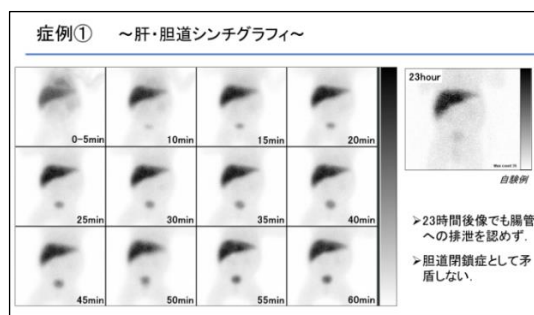 症例① ～肝・胆道シンチグラフィ～
0-5min
10min
15min
20min
25min
30min
35min
40min
45min
50min
55min
60min
23hour
自験例
➢23時間後像でも腸管
への排泄を認めず.
➢胆道閉鎖症として矛
盾しない.